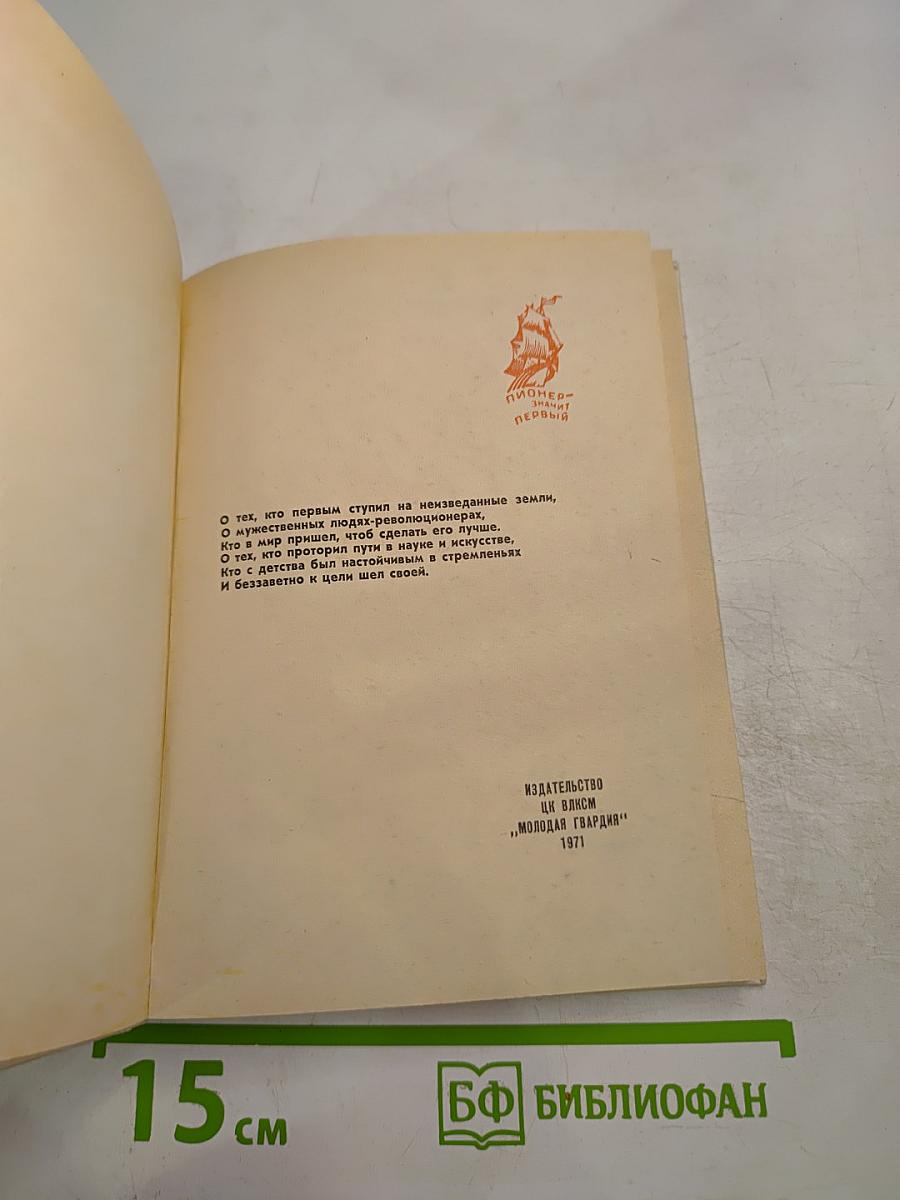 ПИОНЕР–
ЗНАЧИТ
ПЕРВЫЙ
О тех, кто первым ступил на неизведанные земли,
О мужественных людях-революционерах,
Кто в мир пришел, чтоб сделать его лучше.
О тех, кто проторил пути в науке и искусстве,
Кто с детства был настойчивым в стремленьях
И беззаветно к цели шел своей.
ИЗДАТЕЛЬСТВО
ЦК ВЛКСМ
„МОЛОДАЯ ГВАРДИЯ“
1971
15 см
БФ БИБЛИОФАН